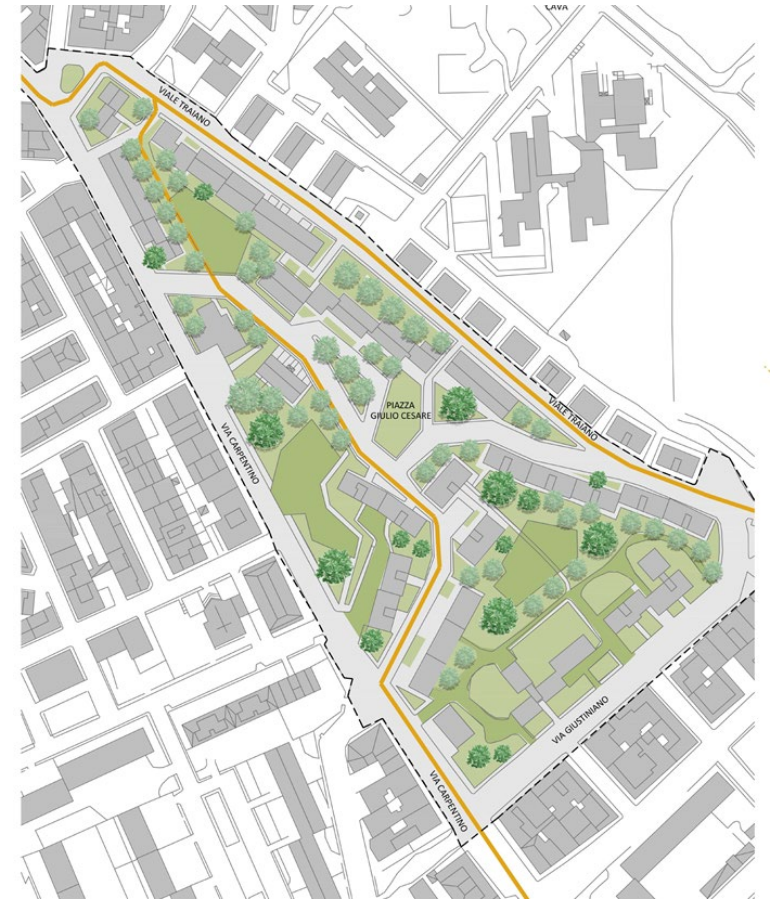 CAVA
VIALE TRAIANO
PIAZZA
GIULIO CESARE
VIALE TRAIANO
VIA CARPENTINO
VIA GIUSTINIANO
VIA CARPENTINO